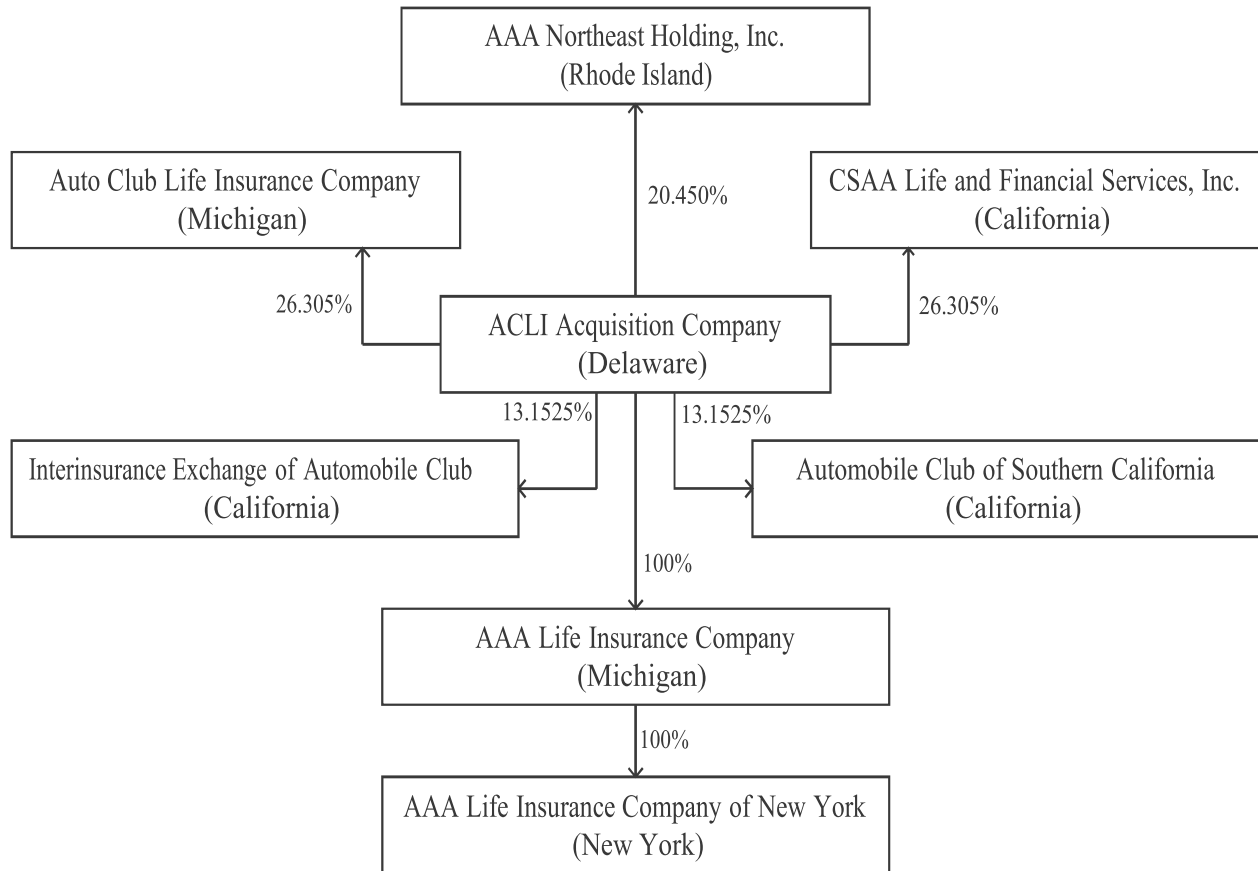 AAA Northeast Holding, Inc.
(Rhode Island)
Auto Club Life Insurance Company
(Michigan)
20.450%
CSAA Life and Financial Services, Inc.
(California)
26.305%
ACLI Acquisition Company
(Delaware)
26.305%
13.1525%
13.1525%
Interinsurance Exchange of Automobile Club
(California)
Automobile Club of Southern California
(California)
100%
AAA Life Insurance Company
(Michigan)
100%
AAA Life Insurance Company of New York
(New York)